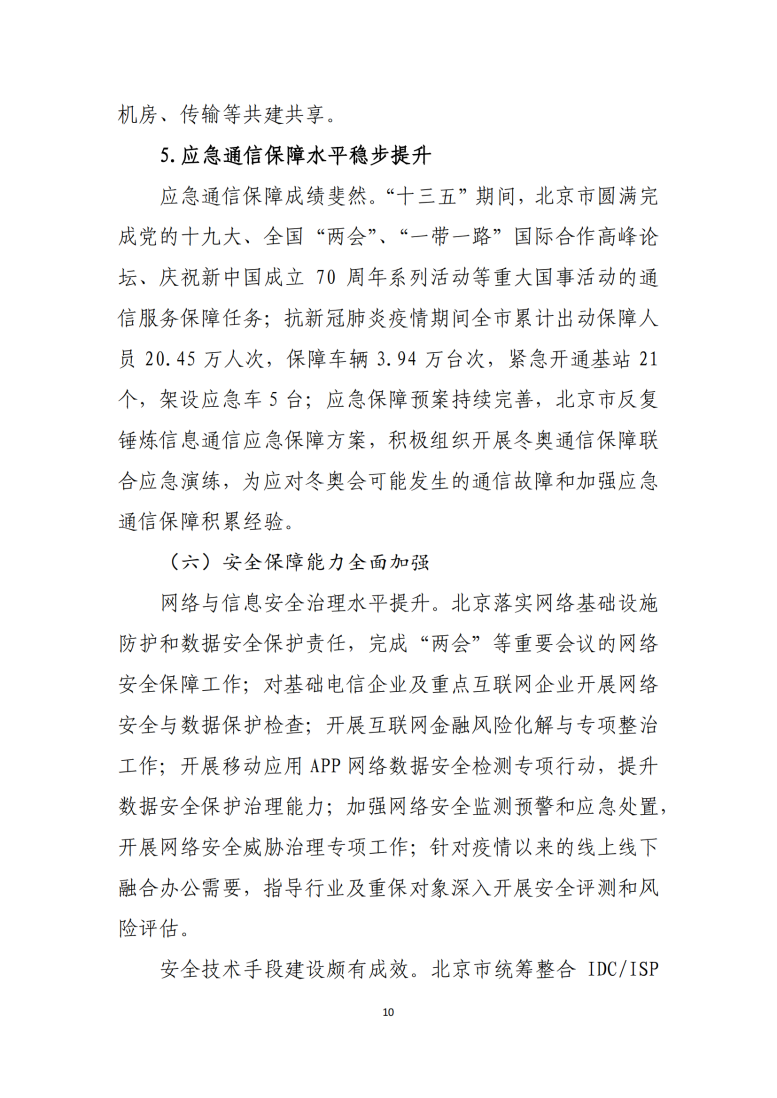 机房、传输等共建共享。
5.应急通信保障水平稳步提升
应急通信保障成绩斐然。“十三五”期间，北京市圆满完
成党的十九大、全国“两会”、“一带一路”国际合作高峰论
坛、庆祝新中国成立 70 周年系列活动等重大国事活动的通
信服务保障任务；抗新冠肺炎疫情期间全市累计出动保障人
员 20.45 万人次，保障车辆 3.94 万台次，紧急开通基站 21
个，架设应急车 5 台；应急保障预案持续完善，北京市反复
锤炼信息通信应急保障方案，积极组织开展冬奥通信保障联
合应急演练，为应对冬奥会可能发生的通信故障和加强应急
通信保障积累经验。
（六）安全保障能力全面加强
网络与信息安全治理水平提升。北京落实网络基础设施
防护和数据安全保护责任，完成“两会”等重要会议的网络
安全保障工作；对基础电信企业及重点互联网企业开展网络
安全与数据保护检查；开展互联网金融风险化解与专项整治
工作；开展移动应用 APP 网络数据安全检测专项行动，提升
数据安全保护治理能力；加强网络安全监测预警和应急处置，
开展网络安全威胁治理专项工作；针对疫情以来的线上线下
融合办公需要，指导行业及重保对象深入开展安全评测和风
险评估。
安全技术手段建设颇有成效。北京市统筹整合 IDC/ISP
10